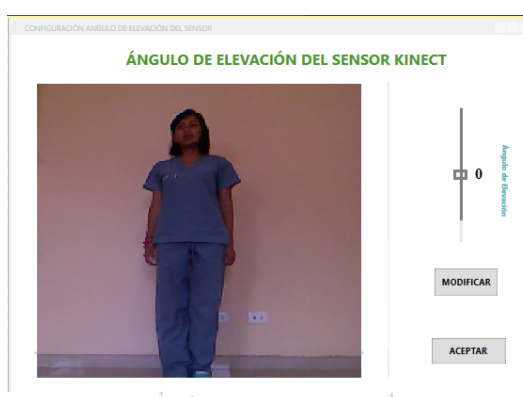 CONFIGURACIÓN ANGULO DE ELEVACIÓN DEL SENSOR
ÁNGULO DE ELEVACIÓN DEL SENSOR KINECT
0
Ángulo de Elevación
MODIFICAR
ACEPTAR